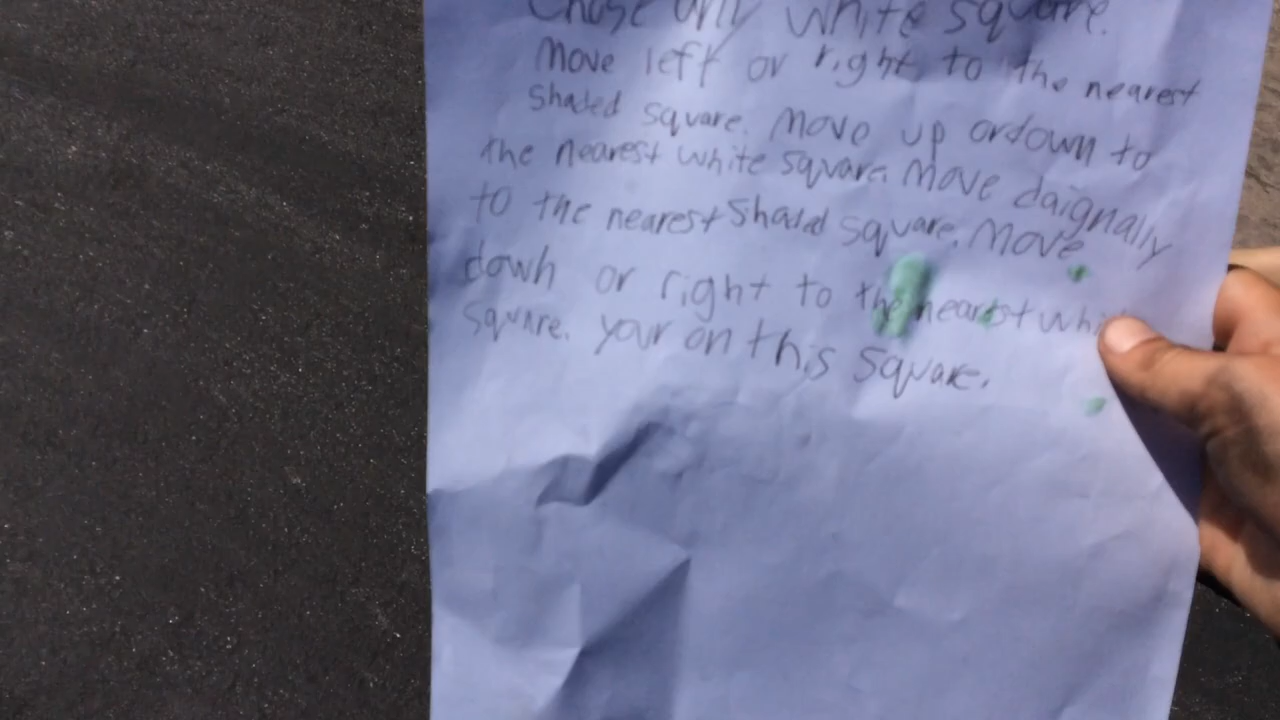 Chose any white square.
Move left or right to the nearest
shaded square. Move up ordown to
the nearest white square. Move daignally
to the nearest shaded square. Move
down or right to the nearest whi
square. your on this square.